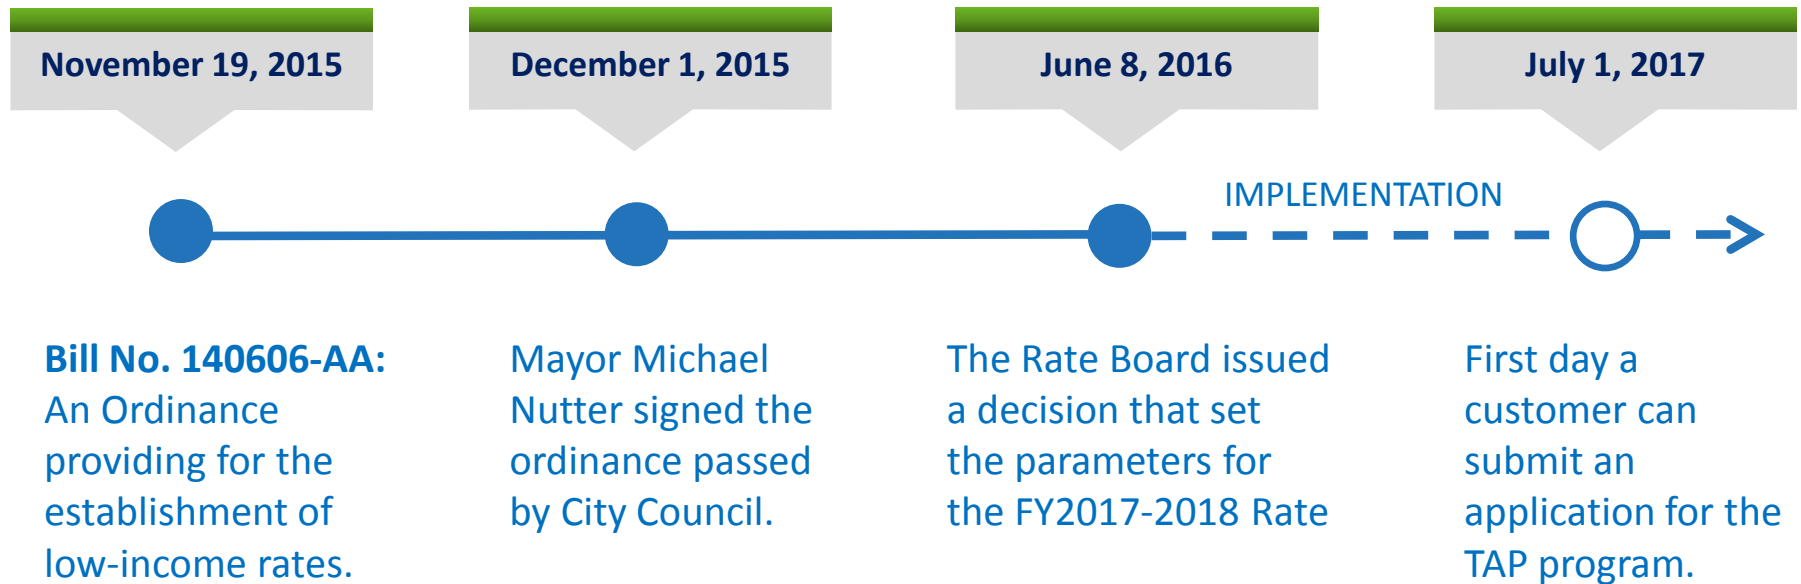 November 19, 2015
December 1, 2015
June 8, 2016
July 1, 2017
IMPLEMENTATION
Bill No. 140606-AA:
An Ordinance
providing for the
establishment of
low-income rates.
Mayor Michael
Nutter signed the
ordinance passed
by City Council.
The Rate Board issued
a decision that set
the parameters for
the FY2017-2018 Rate
First day a
customer can
submit an
application for the
TAP program.